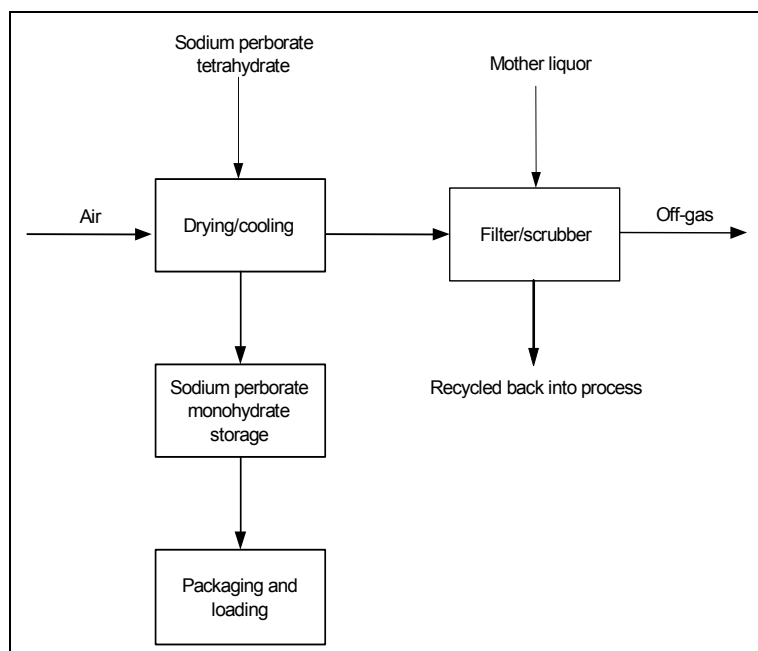 Sodium perborate
tetrahydrate
Mother liquor
Air
Drying/cooling
Filter/scrubber
Off-gas
Sodium perborate
monohydrate
storage
Recycled back into process
Packaging and
loading